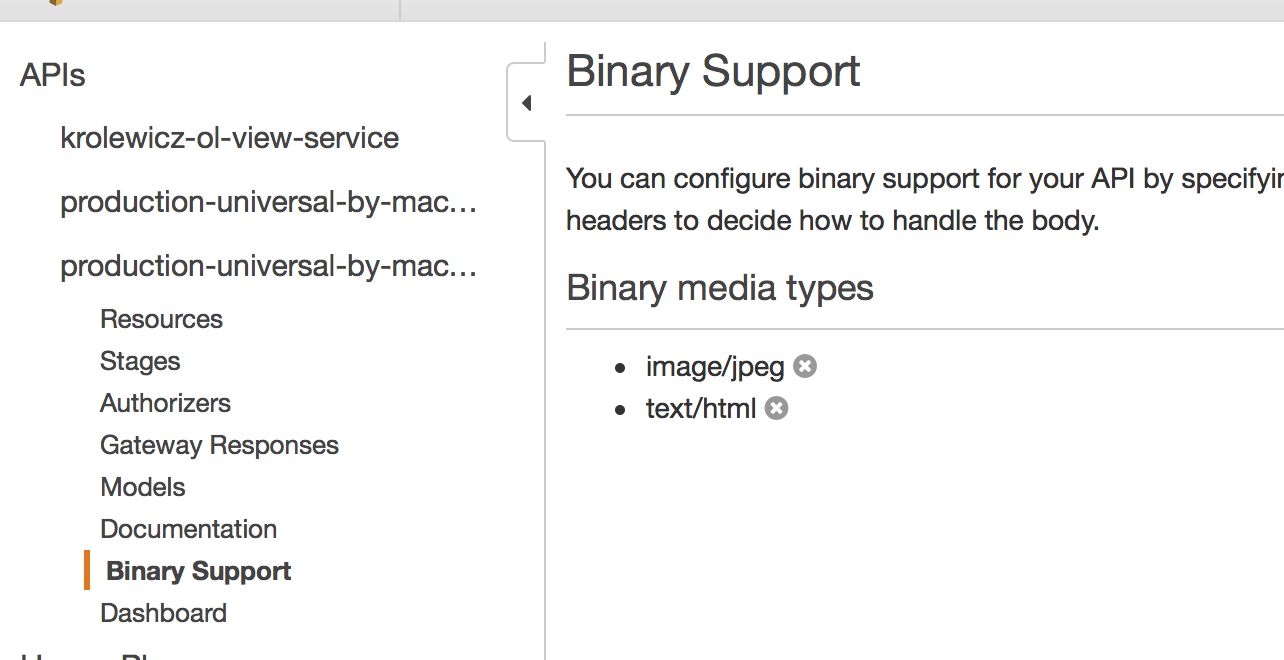 APIs
krolewicz-ol-view-service
production-universal-by-mac...
production-universal-by-mac...
Resources
Stages
Authorizers
Gateway Responses
Models
Documentation
Binary Support
Dashboard
Binary Support
You can configure binary support for your API by
headers to decide how to handle the body.
Binary media types
image/jpeg
text/html